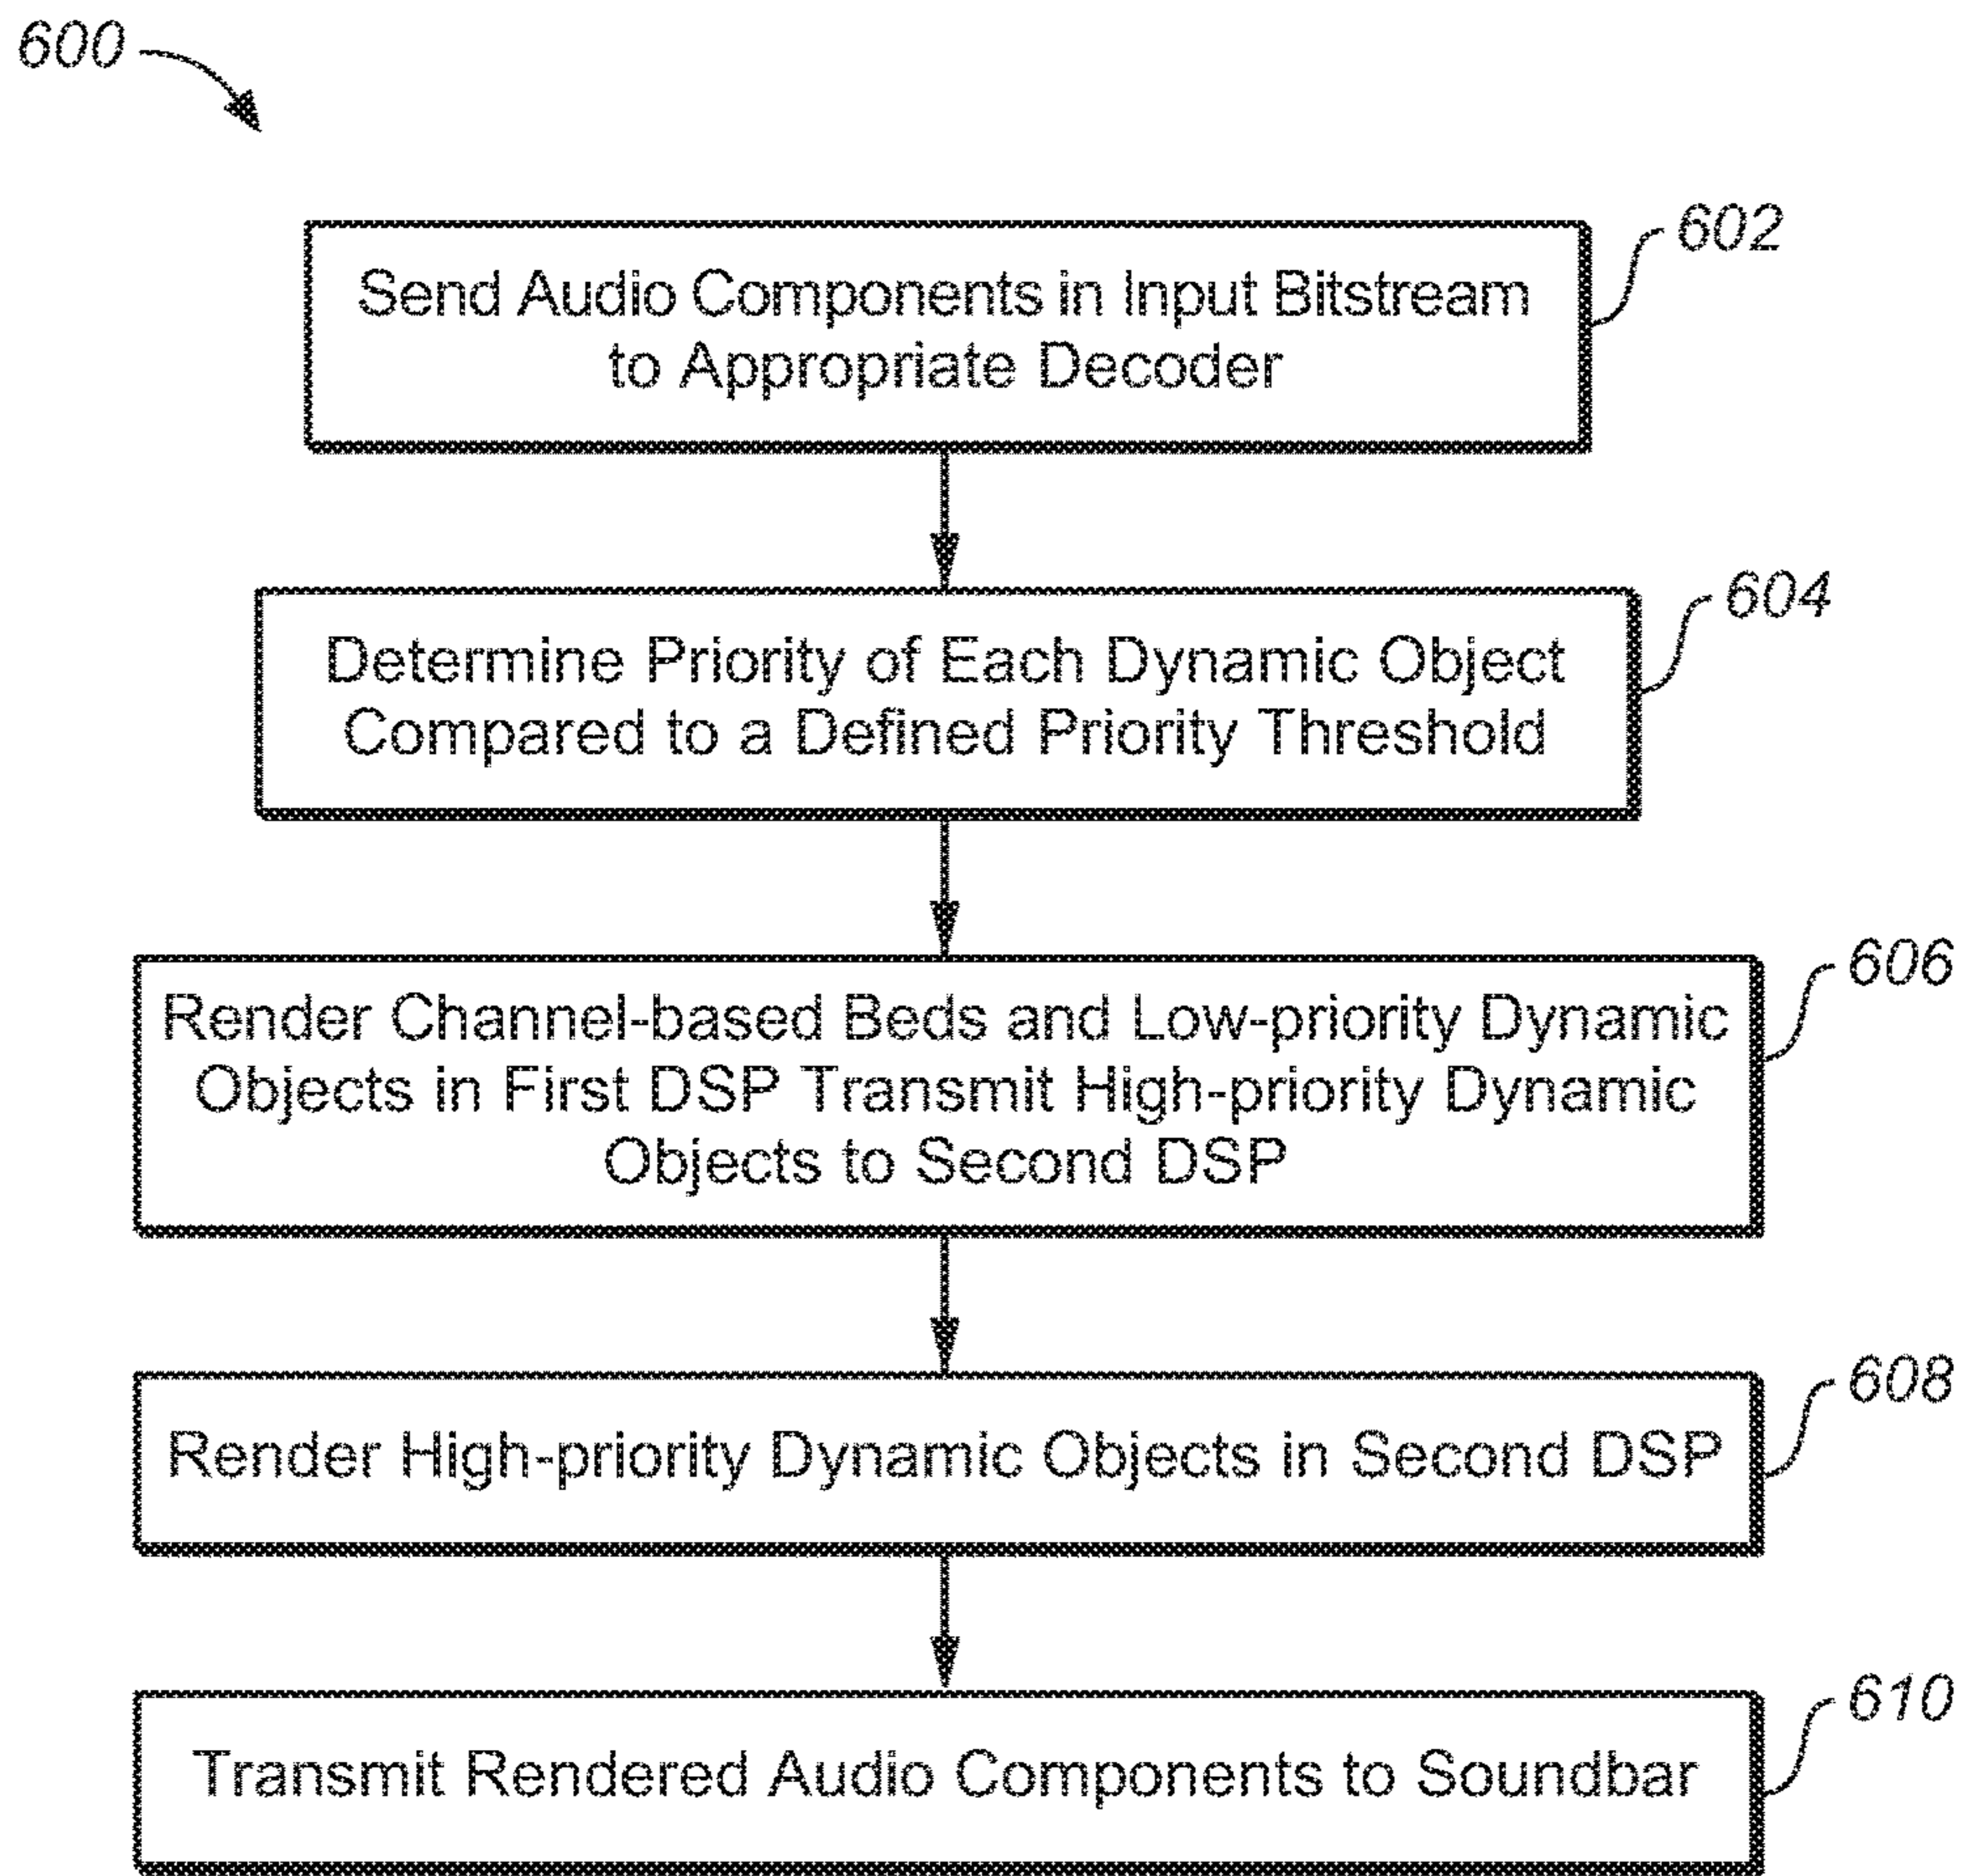 600
602
Send Audio Components in Input Bitstream
to Appropriate Decoder
604
Determine Priority of Each Dynamic Object
Compared to a Defined Priority Threshold
606
Render Channel-based Beds and Low-priority Dynamic
Objects in First DSP Transmit High-priority Dynamic
Objects to Second DSP
608
Render High-priority Dynamic Objects in Second DSP
610
Transmit Rendered Audio Components to Soundbar